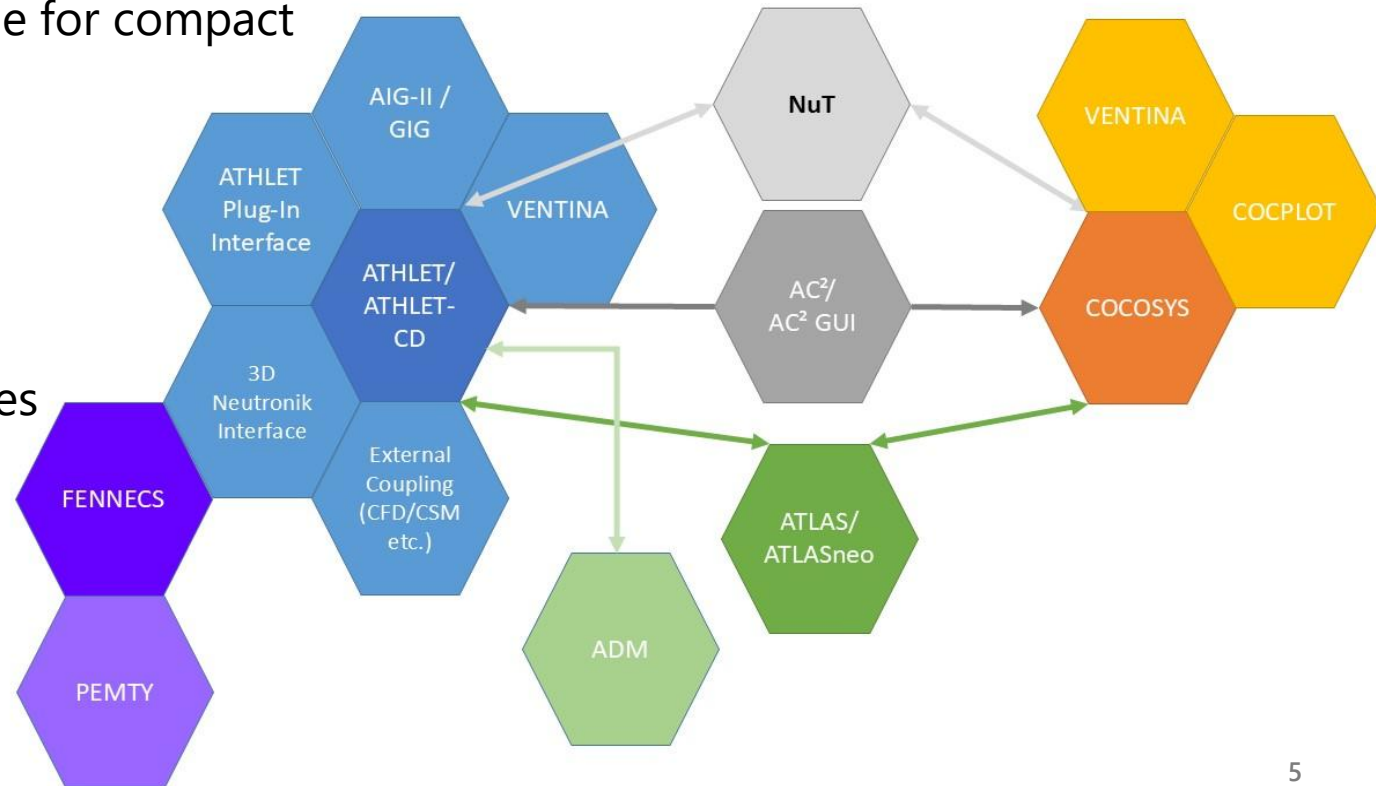 e for compact
AIG-II /
GIG
NuT
VENTINA
ATHLET
Plug-In
Interface
VENTINA
COCPLOT
ATHLET/
ATHLET-
CD
AC²/
AC² GUI
COCOSYS
3D
Neutronik
Interface
es
External
Coupling
(CFD/CSM
etc.)
FENNECS
ATLAS/
ATLASneo
ADM
PEMTY
5